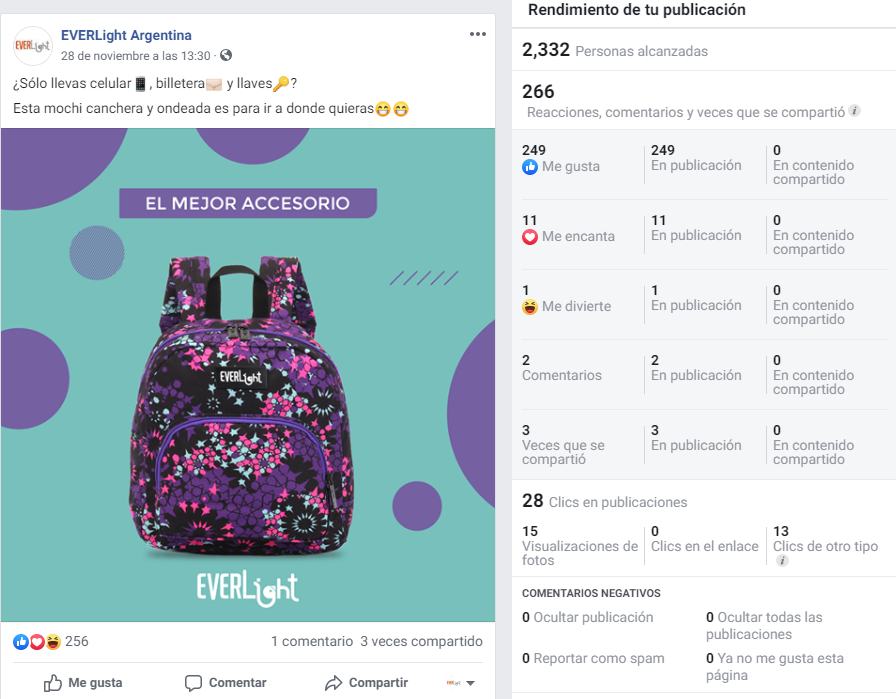 EVERLight Argentina
28 de noviembre a las 13:30 ·
¿Sólo llevas celular📱, billetera✉️ y llaves🔑?
Esta mochi canchera y ondeada es para ir a donde quieras😁😁
EL MEJOR ACCESORIO
EVERLight
EVERLight
256
1 comentario 3 veces compartido
Me gusta
Comentar
Compartir
Rendimiento de tu publicación
2,332 Personas alcanzadas
266
Reacciones, comentarios y veces que se compartió
249
Me gusta
249
En publicación
0
En contenido
compartido
11
Me encanta
11
En publicación
0
En contenido
compartido
1
Me divierte
1
En publicación
0
En contenido
compartido
2
Comentarios
2
En publicación
0
En contenido
compartido
3
Veces que se
compartió
3
En publicación
0
En contenido
compartido
28 Clics en publicaciones
15
Visualizaciones de
fotos
0
Clics en el enlace
13
Clics de otro tipo
COMENTARIOS NEGATIVOS
0 Ocultar publicación
0 Ocultar todas las
publicaciones
0 Reportar como spam
0 Ya no me gusta esta
página